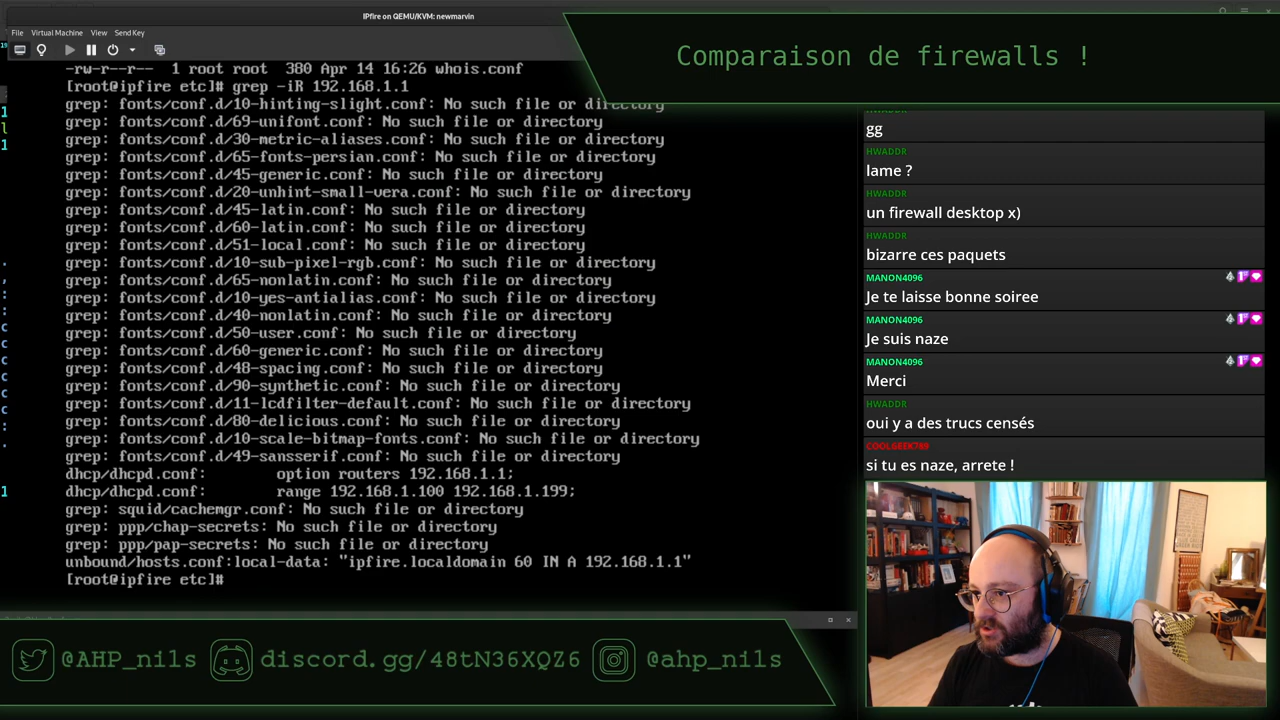 IPfire on QEMU/KVM: newmarvin
File Virtual Machine View Send Key
Comparaison de firewalls !
-rw-r--r-- 1 root root 380 Apr 14 16:26 whois.conf
[root@ipfire etc]# grep -iR 192.168.1.1
grep: fonts/conf.d/10-hinting-slight.conf: No such file or directory
grep: fonts/conf.d/69-unifont.conf: No such file or directory
grep: fonts/conf.d/30-metric-aliases.conf: No such file or directory
grep: fonts/conf.d/65-fonts-persian.conf: No such file or directory
grep: fonts/conf.d/45-generic.conf: No such file or directory
grep: fonts/conf.d/20-unhint-small-vera.conf: No such file or directory
grep: fonts/conf.d/45-latin.conf: No such file or directory
grep: fonts/conf.d/60-latin.conf: No such file or directory
grep: fonts/conf.d/51-local.conf: No such file or directory
grep: fonts/conf.d/10-sub-pixel-rgb.conf: No such file or directory
grep: fonts/conf.d/65-nonlatin.conf: No such file or directory
grep: fonts/conf.d/10-yes-antialias.conf: No such file or directory
grep: fonts/conf.d/40-nonlatin.conf: No such file or directory
grep: fonts/conf.d/50-user.conf: No such file or directory
grep: fonts/conf.d/60-generic.conf: No such file or directory
grep: fonts/conf.d/48-spacing.conf: No such file or directory
grep: fonts/conf.d/90-synthetic.conf: No such file or directory
grep: fonts/conf.d/11-lcdfilter-default.conf: No such file or directory
grep: fonts/conf.d/80-delicious.conf: No such file or directory
grep: fonts/conf.d/10-scale-bitmap-fonts.conf: No such file or directory
grep: fonts/conf.d/49-sansserif.conf: No such file or directory
dhcp/dhcpd.conf: option routers 192.168.1.1;
dhcp/dhcpd.conf: range 192.168.1.100 192.168.1.199;
grep: squid/cachemgr.conf: No such file or directory
grep: ppp/chap-secrets: No such file or directory
grep: ppp/pap-secrets: No such file or directory
unbound/hosts.conf:local-data: "ipfire.localdomain 60 IN A 192.168.1.1"
[root@ipfire etc]#
HWADDR
gg
HWADDR
lame ?
HWADDR
un firewall desktop x)
HWADDR
bizarre ces paquets
MANON4096
Je te laisse bonne soiree
MANON4096
Je suis naze
MANON4096
Merci
HWADDR
oui y a des trucs censés
COOLGEEK789
si tu es naze, arrete !
@AHP_nils discord.gg/48tN36XQZ6 @ahp_nils